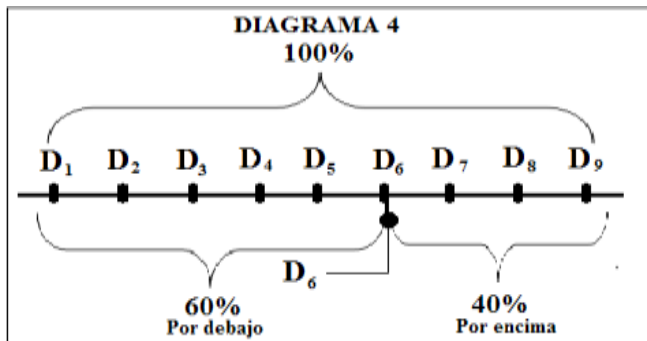 DIAGRAMA 4
100%
D₁ D₂ D₃ D₄ D₅ D₆ D₇ D₈ D₉
D₆
60% 40%
Por debajo Por encima